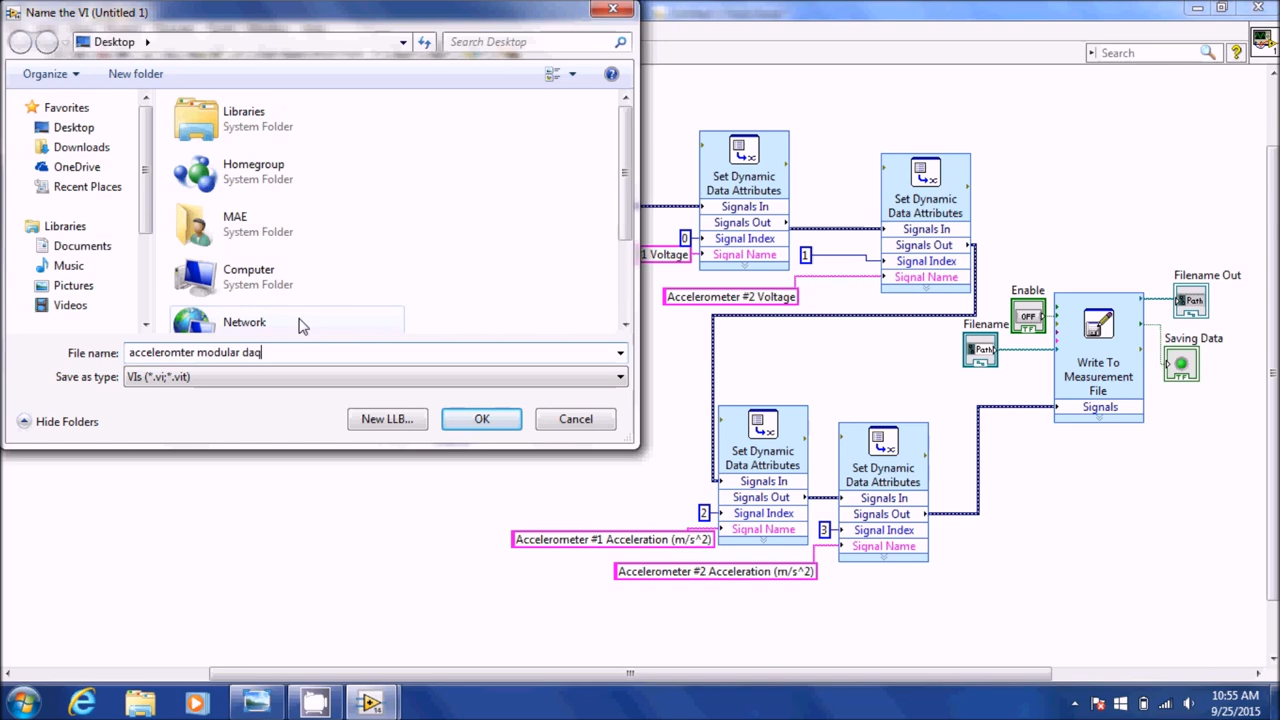 Name the VI (Untitled 1)
Desktop
Search Desktop
Organize
New folder
Favorites
Desktop
Downloads
OneDrive
Recent Places
Libraries
Documents
Music
Pictures
Videos
Libraries
System Folder
Homegroup
System Folder
MAE
System Folder
Computer
System Folder
Network
File name:
acceleromter modular daq
Save as type:
VIs (*.vi;*.vit)
Hide Folders
New LLB...
OK
Cancel
Search
Set Dynamic
Data Attributes
Signals In
Signals Out
Signal Index
Signal Name
0
1 Voltage
Set Dynamic
Data Attributes
Signals In
Signals Out
Signal Index
Signal Name
1
Accelerometer #2 Voltage
Filename Out
Path
Enable
OFF
TF
Filename
Path
Write To
Measurement
File
Signals
Saving Data
TF
Set Dynamic
Data Attributes
Signals In
Signals Out
Signal Index
Signal Name
2
Accelerometer #1 Acceleration (m/s^2)
Set Dynamic
Data Attributes
Signals In
Signals Out
Signal Index
Signal Name
3
Accelerometer #2 Acceleration (m/s^2)
10:55 AM
9/25/2015